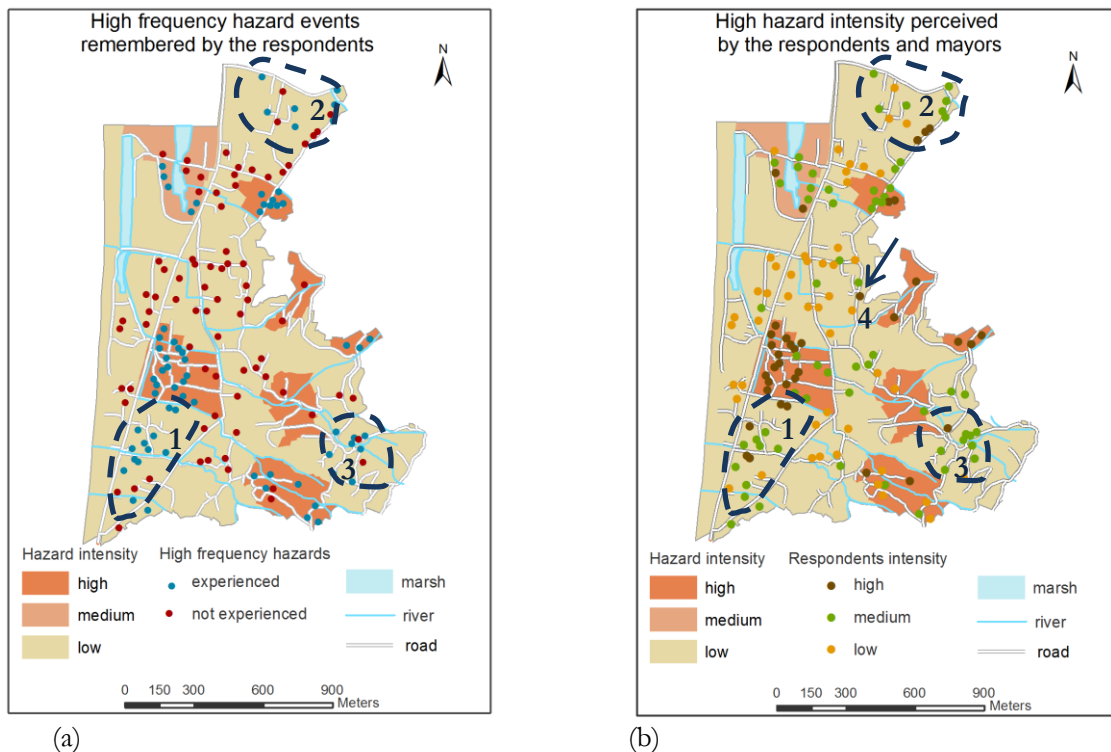 High frequency hazard events
remembered by the respondents
N
2
1
3
Hazard intensity
high
medium
low
High frequency hazards
experienced
not experienced
marsh
river
road
0 150 300 600 900
Meters
(a)
High hazard intensity perceived
by the respondents and mayors
N
2
4
1
3
Hazard intensity
high
medium
low
Respondents intensity
high
medium
low
marsh
river
road
0 150 300 600 900
Meters
(b)